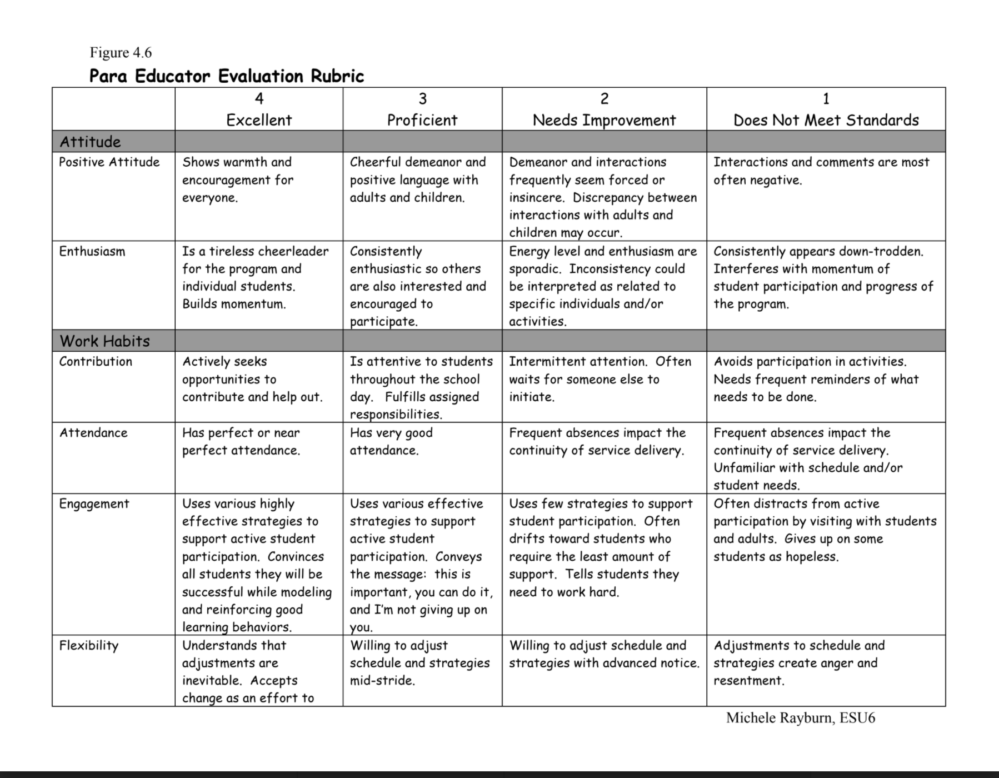 Figure 4.6
Para Educator Evaluation Rubric
4
Excellent
3
Proficient
2
Needs Improvement
1
Does Not Meet Standards
Attitude
Positive Attitude
Shows warmth and
encouragement for
everyone.
Cheerful demeanor and
positive language with
adults and children.
Demeanor and interactions
frequently seem forced or
insincere.  Discrepancy between
interactions with adults and
children may occur.
Interactions and comments are most
often negative.
Enthusiasm
Is a tireless cheerleader
for the program and
individual students.
Builds momentum.
Consistently
enthusiastic so others
are also interested and
encouraged to
participate.
Energy level and enthusiasm are
sporadic.  Inconsistency could
be interpreted as related to
specific individuals and/or
activities.
Consistently appears down-trodden.
Interferes with momentum of
student participation and progress of
the program.
Work Habits
Contribution
Actively seeks
opportunities to
contribute and help out.
Is attentive to students
throughout the school
day.   Fulfills assigned
responsibilities.
Intermittent attention.  Often
waits for someone else to
initiate.
Avoids participation in activities.
Needs frequent reminders of what
needs to be done.
Attendance
Has perfect or near
perfect attendance.
Has very good
attendance.
Frequent absences impact the
continuity of service delivery.
Frequent absences impact the
continuity of service delivery.
Unfamiliar with schedule and/or
student needs.
Engagement
Uses various highly
effective strategies to
support active student
participation.  Convinces
all students they will be
successful while modeling
and reinforcing good
learning behaviors.
Uses various effective
strategies to support
active student
participation.  Conveys
the message:  this is
important, you can do it,
and I'm not giving up on
you.
Uses few strategies to support
student participation.  Often
drifts toward students who
require the least amount of
support.  Tells students they
need to work hard.
Often distracts from active
participation by visiting with students
and adults.  Gives up on some
students as hopeless.
Flexibility
Understands that
adjustments are
inevitable.  Accepts
change as an effort to
Willing to adjust
schedule and strategies
mid-stride.
Willing to adjust schedule and
strategies with advanced notice.
Adjustments to schedule and
strategies create anger and
resentment.
Michele Rayburn, ESU6